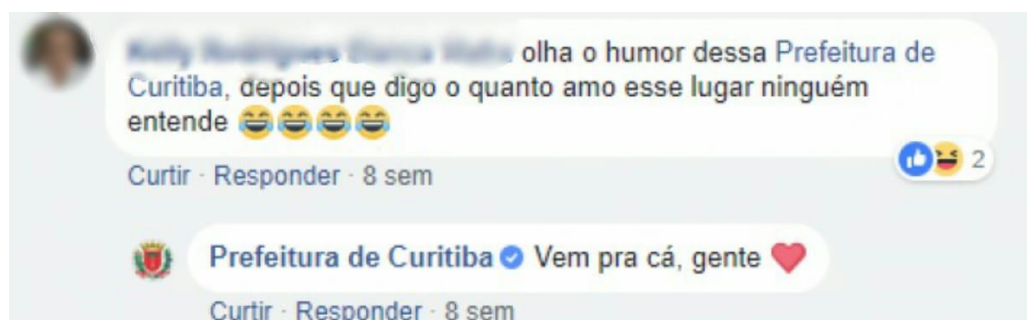 olha o humor dessa Prefeitura de
Curitiba, depois que digo o quanto amo esse lugar ninguém
entende 😂😂😂😂
2
Curtir · Responder · 8 sem
Prefeitura de Curitiba Vem pra cá, gente ❤
Curtir · Responder · 8 sem